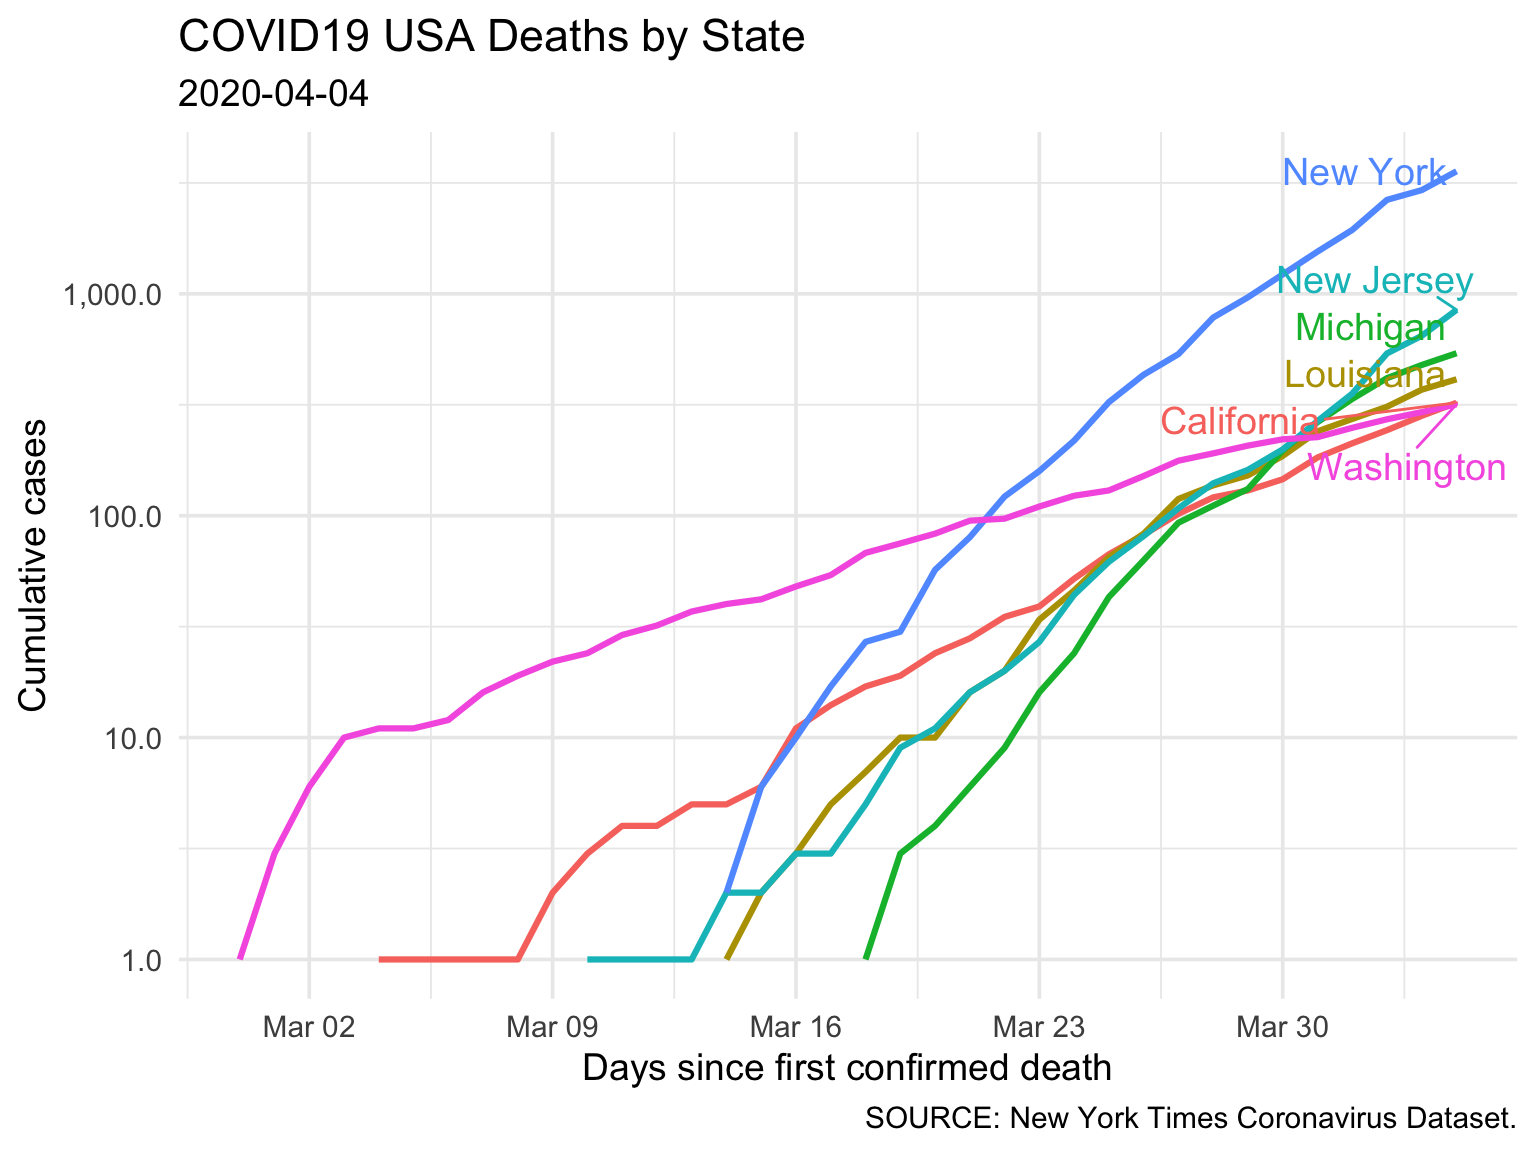 COVID19 USA Deaths by State
2020-04-04
New York
New Jersey
Michigan
Louisiana
California
Washington
Cumulative cases
1,000.0
100.0
10.0
1.0
Mar 02
Mar 09
Mar 16
Mar 23
Mar 30
Days since first confirmed death
SOURCE: New York Times Coronavirus Dataset.